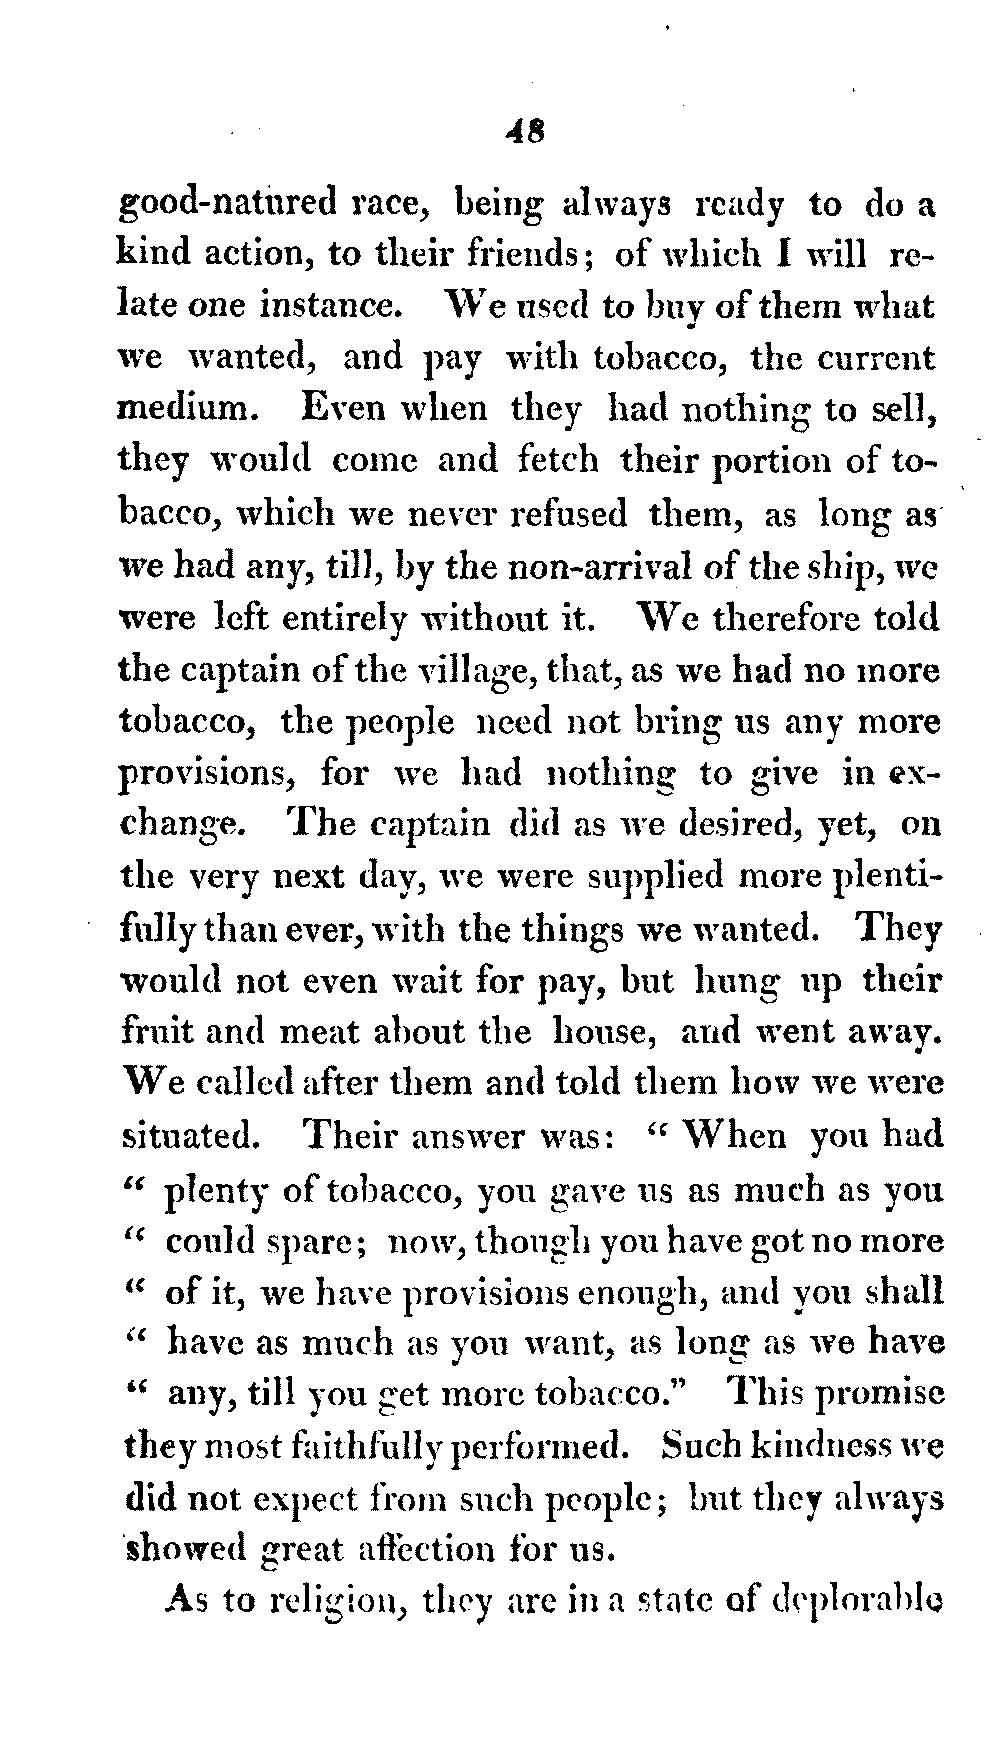 48
good-natured race, being always ready to do a
kind action, to their friends; of which I will re-
late one instance. We used to buy of them what
we wanted, and pay with tobacco, the current
medium. Even when they had nothing to sell,
they would come and fetch their portion of to-
bacco, which we never refused them, as long as
we had any, till, by the non-arrival of the ship, we
were left entirely without it. We therefore told
the captain of the village, that, as we had no more
tobacco, the people need not bring us any more
provisions, for we had nothing to give in ex-
change. The captain did as we desired, yet, on
the very next day, we were supplied more plenti-
fully than ever, with the things we wanted. They
would not even wait for pay, but hung up their
fruit and meat about the house, and went away.
We called after them and told them how we were
situated. Their answer was: “ When you had
“ plenty of tobacco, you gave us as much as you
“ could spare; now, though you have got no more
“ of it, we have provisions enough, and you shall
“ have as much as you want, as long as we have
“ any, till you get more tobacco.” This promise
they most faithfully performed. Such kindness we
did not expect from such people; but they always
showed great affection for us.
As to religion, they are in a state of deplorable